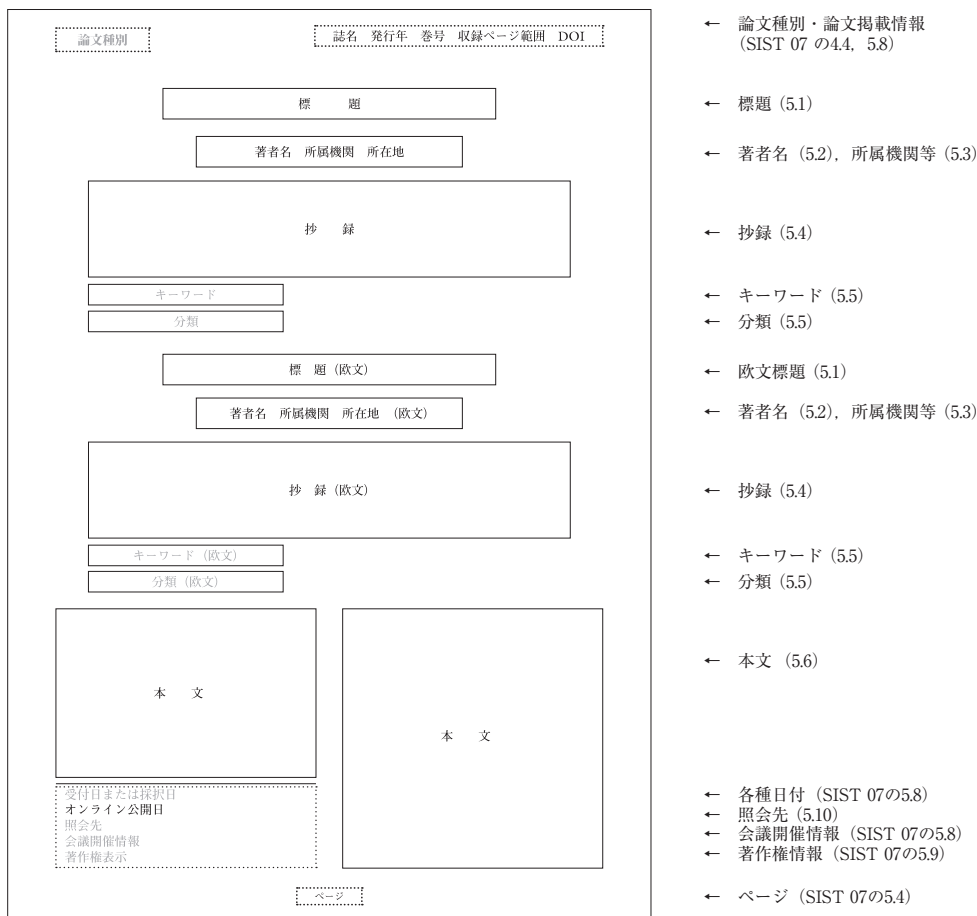 論文種別
誌名 発行年 巻号 収録ページ範囲 DOI
標 題
著者名 所属機関 所在地
抄 録
キーワード
分類
標 題(欧文)
著者名 所属機関 所在地 (欧文)
抄 録(欧文)
キーワード(欧文)
分類(欧文)
本 文
本 文
受付日または採択日
オンライン公開日
照会先
会議開催情報
著作権表示
ページ
← 論文種別・論文掲載情報
(SIST 07 の4.4, 5.8)
← 標題(5.1)
← 著者名(5.2),所属機関等(5.3)
← 抄録(5.4)
← キーワード(5.5)
← 分類(5.5)
← 欧文標題(5.1)
← 著者名(5.2),所属機関等(5.3)
← 抄録(5.4)
← キーワード(5.5)
← 分類(5.5)
← 本文 (5.6)
← 各種日付(SIST 07の5.8)
← 照会先(5.10)
← 会議開催情報(SIST 07の5.8)
← 著作権情報(SIST 07の5.9)
← ページ(SIST 07の5.4)